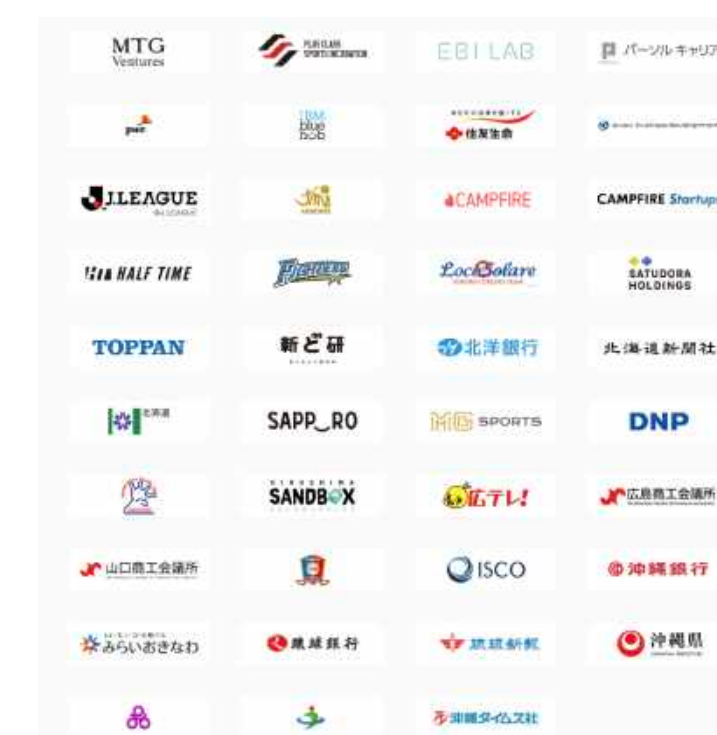 MTG
Ventures
EBILAB
パーソルキャリア
pwc
IBM
blue
hub
住友生命
J.LEAGUE
CAMPFIRE
CAMPFIRE Startups
HALF TIME
FIGHTERS
LocoSolare
SATUDORA
HOLDINGS
TOPPAN
新ど研
北洋銀行
北海道新聞社
北海道
SAPP_RO
MG SPORTS
DNP
HIROSHIMA
SANDBOX
広テレ!
広島商工会議所
山口商工会議所
ISCO
沖縄銀行
みらいおきなわ
琉球銀行
琉球新報
沖縄県
沖縄タイムス社